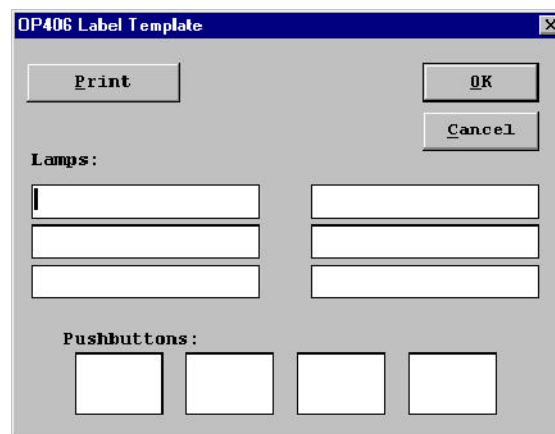 OP406 Label Template
Print
OK
Cancel
Lamps:
Pushbuttons: